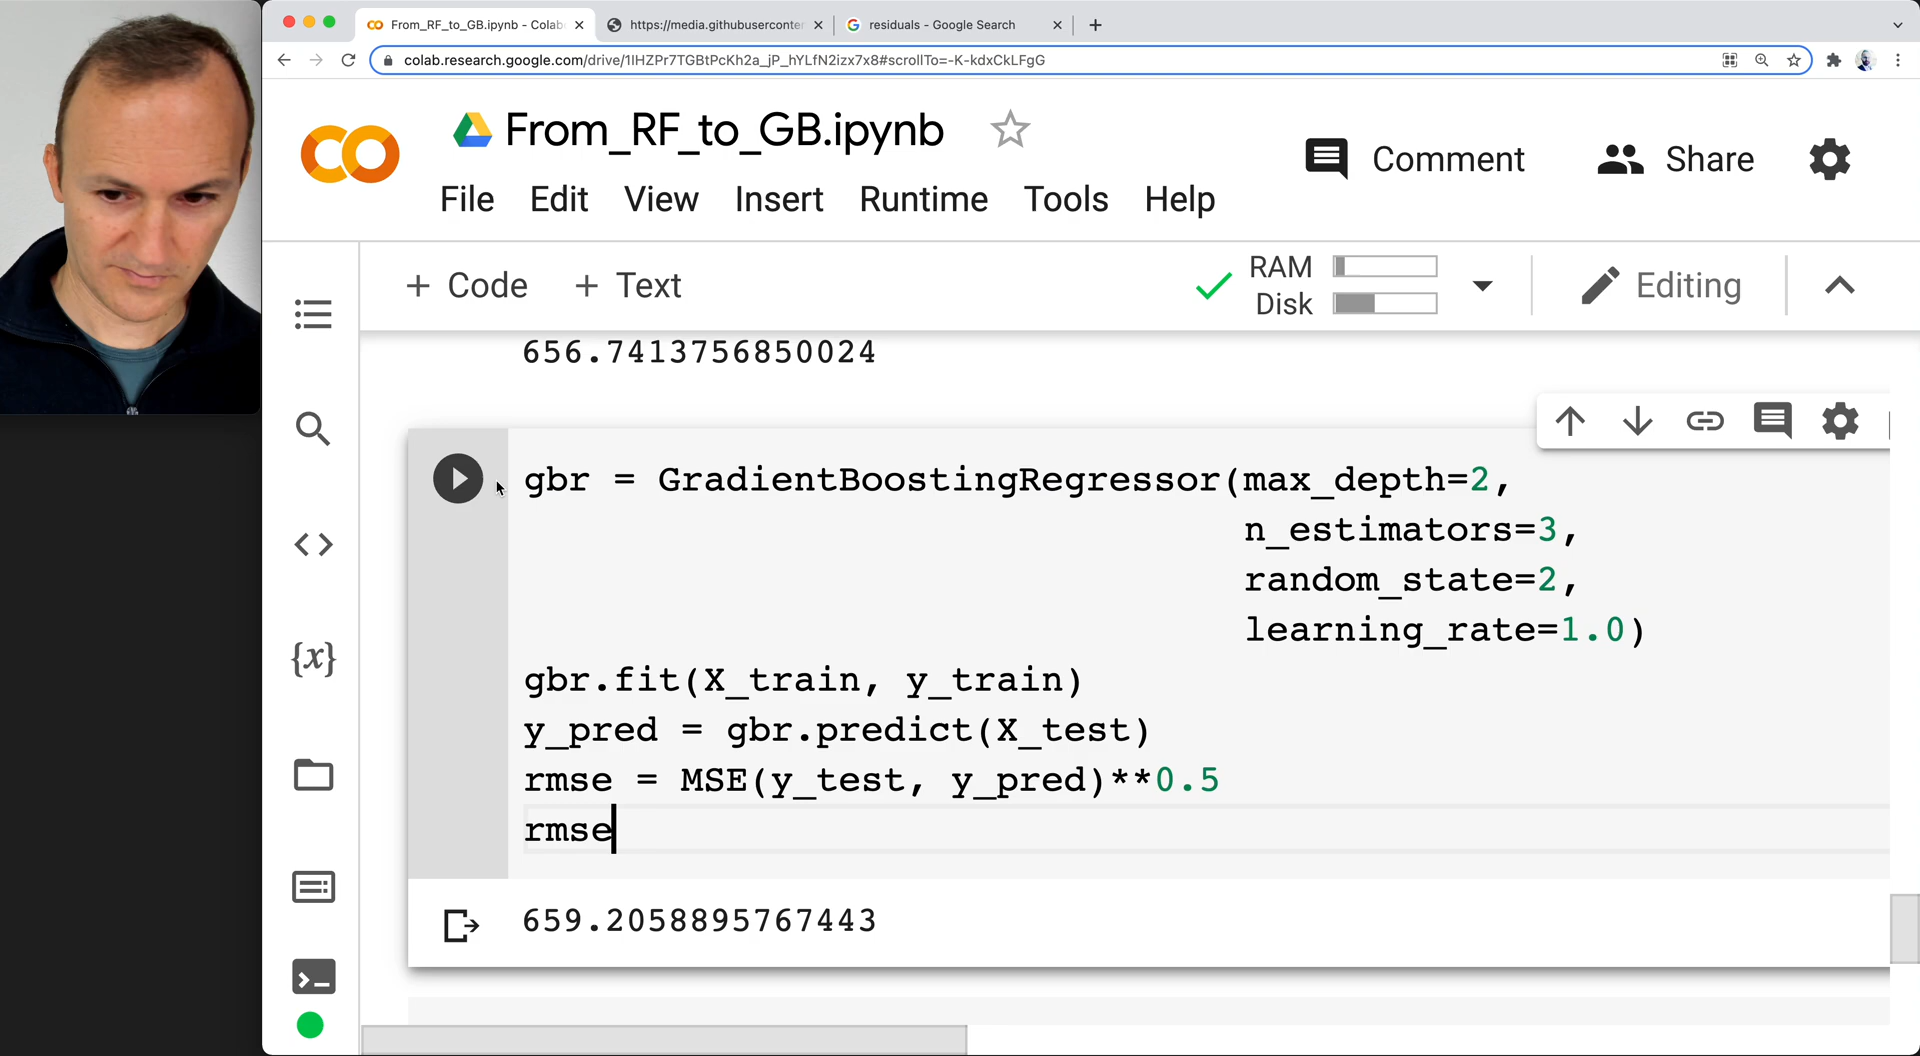 From_RF_to_GB.ipynb - Colab
https://media.githubusercontent
residuals - Google Search
colab.research.google.com/drive/1IHZPr7TGBtPcKh2a_jP_hYLfN2izx7x8#scrollTo=-K-kdxCkLFgG
From_RF_to_GB.ipynb
Comment
Share
File Edit View Insert Runtime Tools Help
+ Code + Text
RAM
Disk
Editing
656.7413756850024
gbr = GradientBoostingRegressor(max_depth=2,
n_estimators=3,
random_state=2,
learning_rate=1.0)
gbr.fit(X_train, y_train)
y_pred = gbr.predict(X_test)
rmse = MSE(y_test, y_pred)**0.5
rmse
659.2058895767443